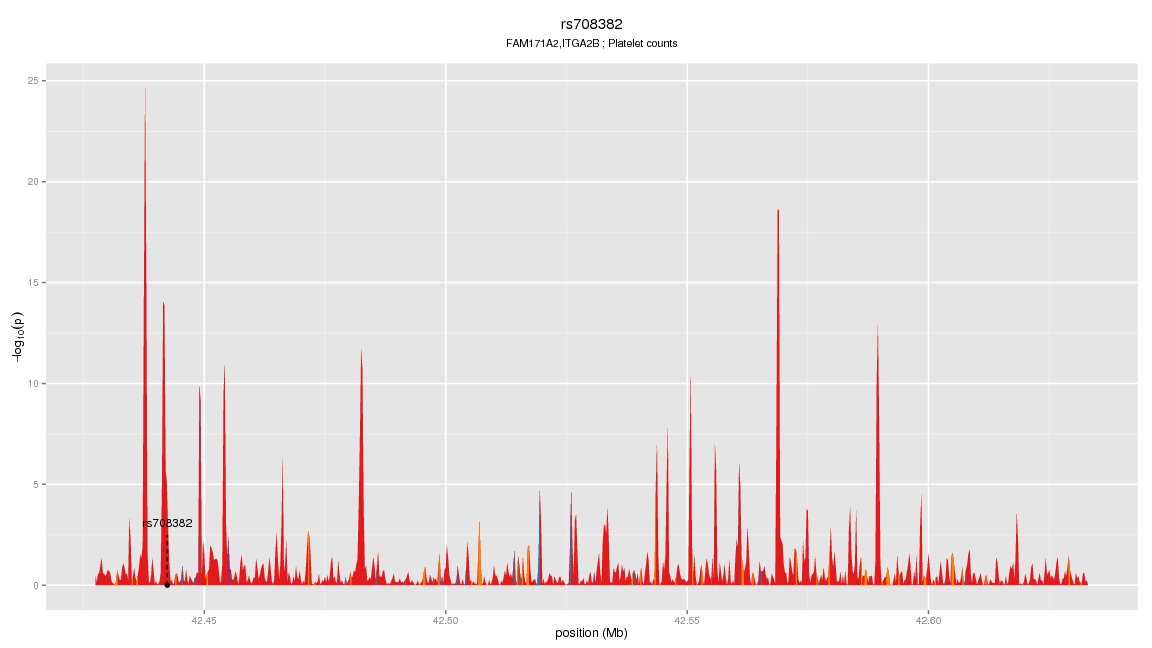 rs708382
FAM171A2,ITGA2B ; Platelet counts
25
20
15
10
5
0
−log10(p)
rs708382
42.45
42.50
42.55
42.60
position (Mb)